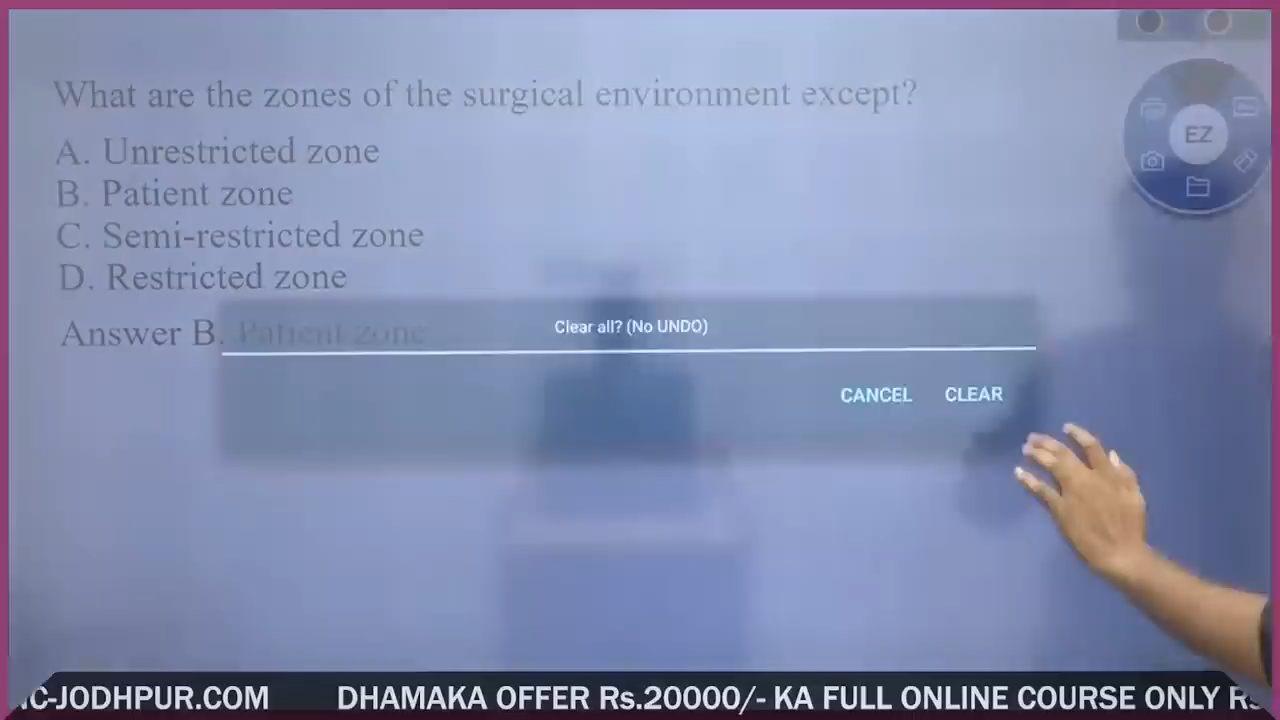 What are the zones of the surgical environment except?
A. Unrestricted zone
B. Patient zone
C. Semi-restricted zone
D. Restricted zone
Answer B. Patient zone
Clear all? (No UNDO)
CANCEL CLEAR
EZ
C-JODHPUR.COM DHAMAKA OFFER Rs.20000/- KA FULL ONLINE COURSE ONLY Rs